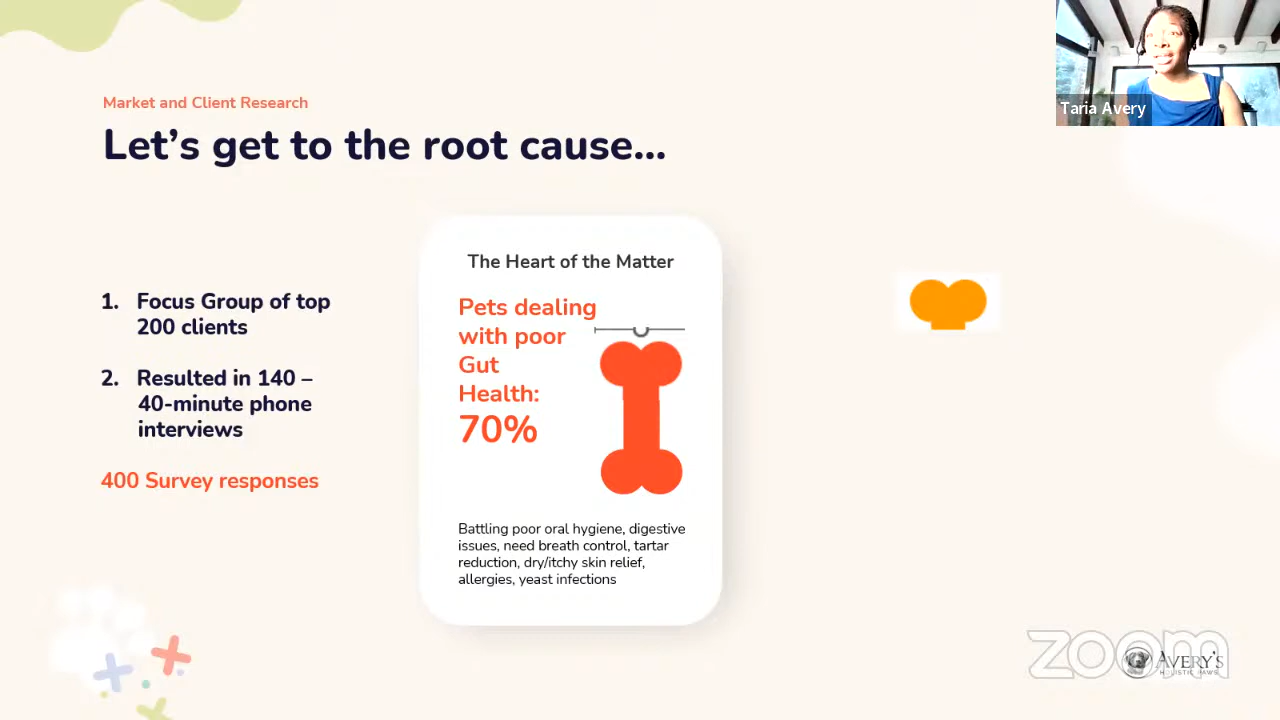 Taria Avery
Market and Client Research
Let's get to the root cause...
1. Focus Group of top
200 clients
2. Resulted in 140 –
40-minute phone
interviews
400 Survey responses
The Heart of the Matter
Pets dealing
with poor
Gut
Health:
70%
Battling poor oral hygiene, digestive
issues, need breath control, tartar
reduction, dry/itchy skin relief,
allergies, yeast infections
zoom
AVERY'S
HOLISTIC PAWS